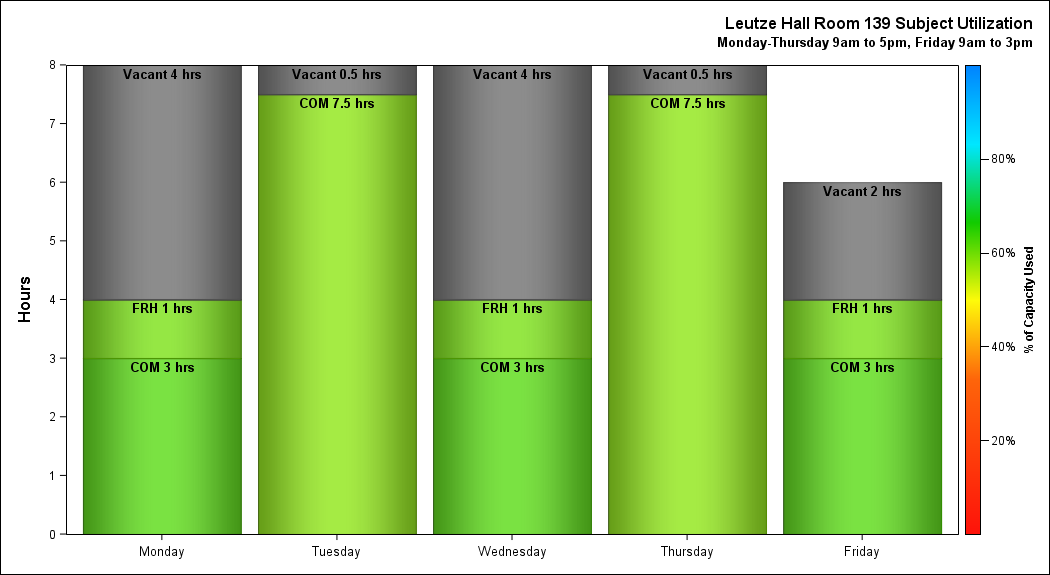 Leutze Hall Room 139 Subject Utilization
Monday-Thursday 9am to 5pm, Friday 9am to 3pm
Hours
8
7
6
5
4
3
2
1
0
Vacant 4 hrs
FRH 1 hrs
COM 3 hrs
Vacant 0.5 hrs
COM 7.5 hrs
Vacant 4 hrs
FRH 1 hrs
COM 3 hrs
Vacant 0.5 hrs
COM 7.5 hrs
Vacant 2 hrs
FRH 1 hrs
COM 3 hrs
Monday
Tuesday
Wednesday
Thursday
Friday
80%
60%
40%
20%
% of Capacity Used